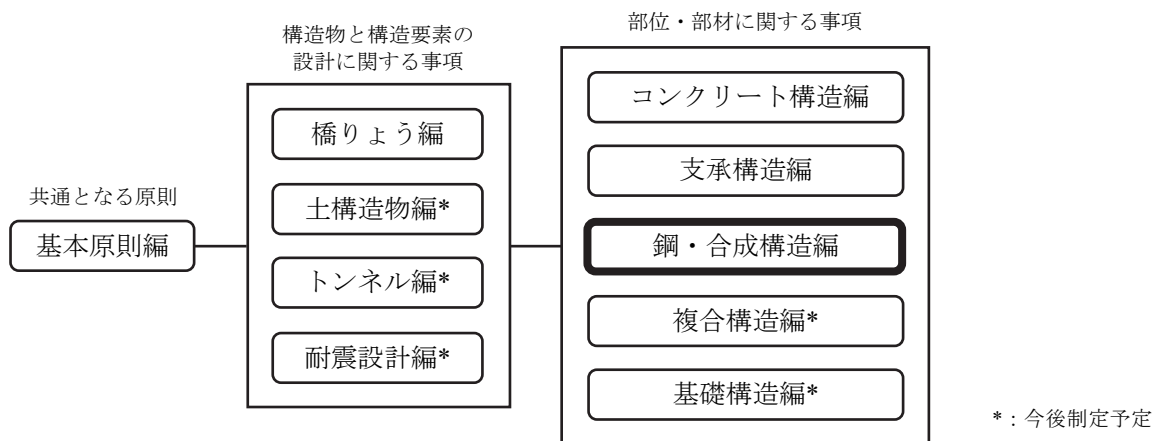 共通となる原則
基本原則編
構造物と構造要素の
設計に関する事項
橋りょう編
土構造物編*
トンネル編*
耐震設計編*
部位・部材に関する事項
コンクリート構造編
支承構造編
鋼・合成構造編
複合構造編*
基礎構造編*
*：今後制定予定